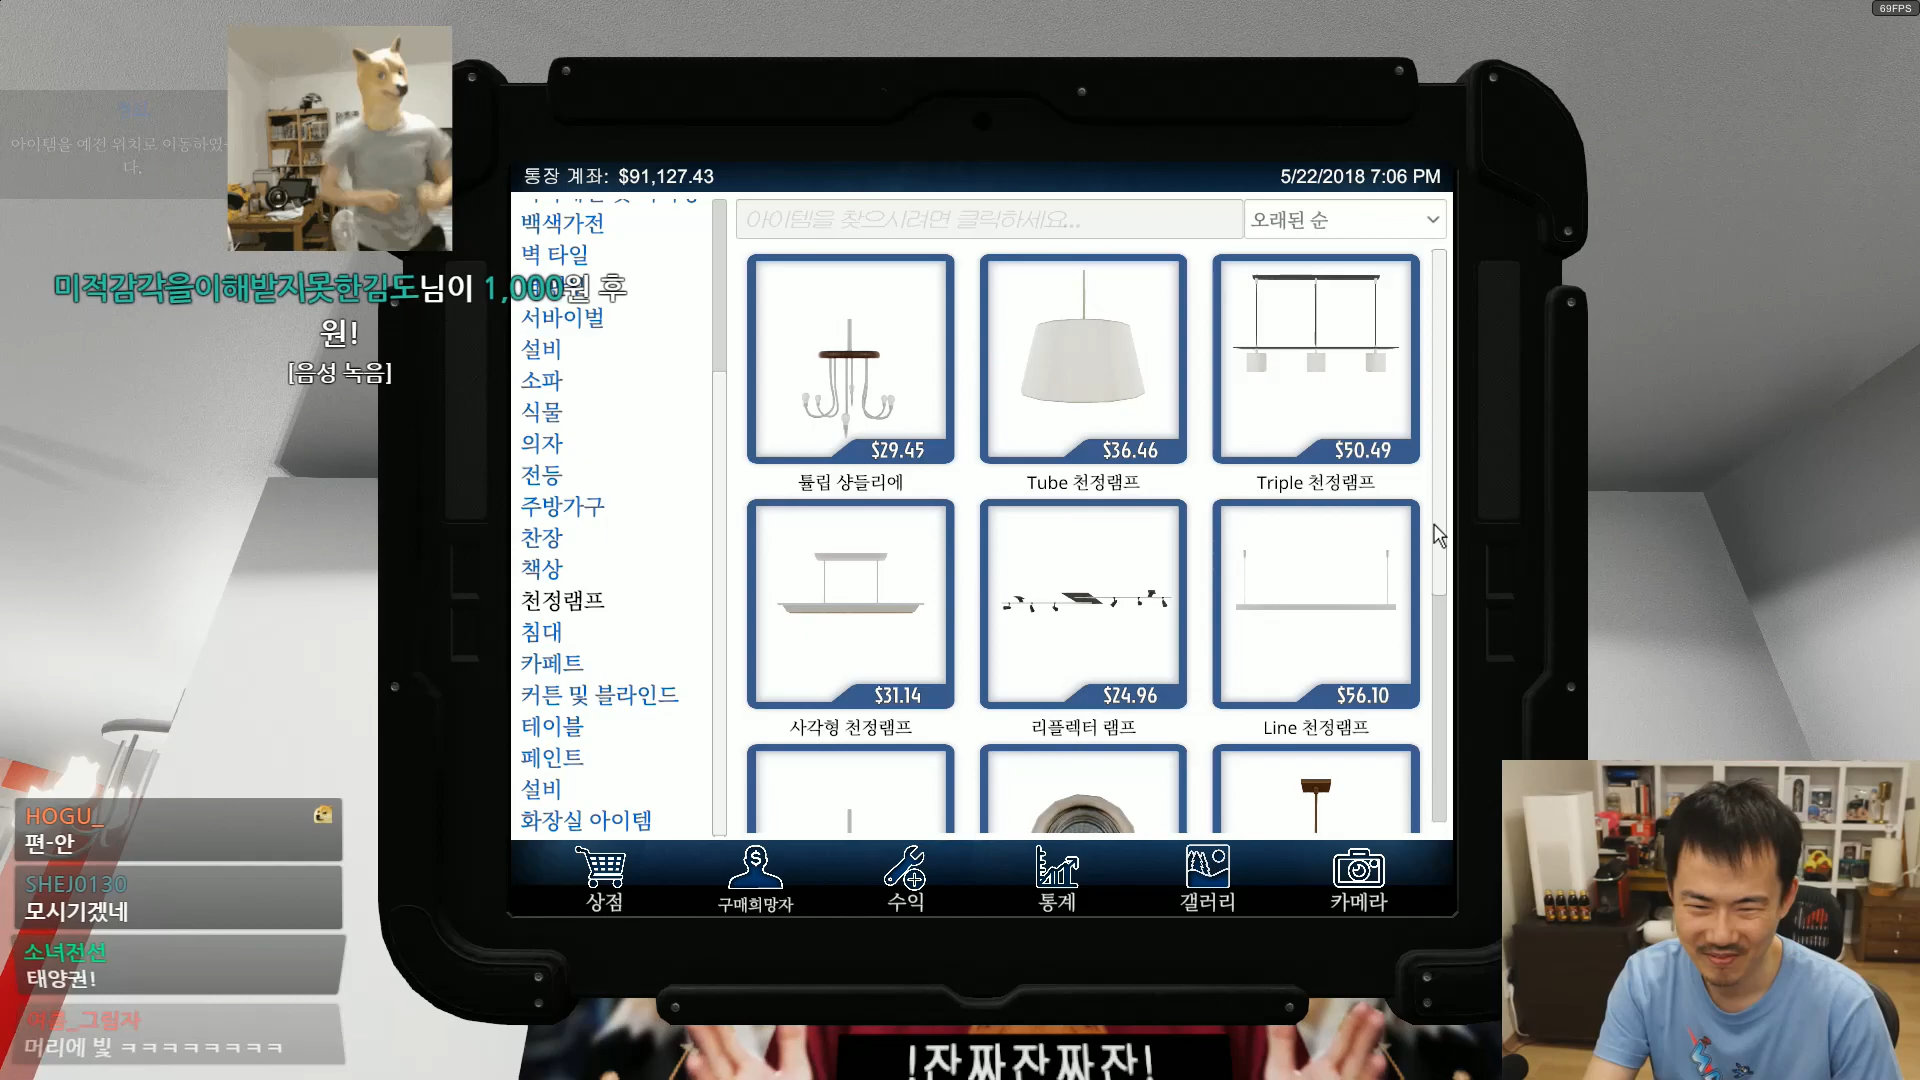 69FPS
아이템을 예전 위치로 이동하였
다.
미적감각을이해받지못한김도님이 1,000원 후
원!
[음성 녹음]
통장 계좌: $91,127.43
5/22/2018 7:06 PM
백색가전
벽 타일
서바이벌
설비
소파
식물
의자
전등
주방가구
찬장
책상
천정램프
침대
카페트
커튼 및 블라인드
테이블
페인트
설비
화장실 아이템
아이템을 찾으시려면 클릭하세요...
오래된 순
$29.45
$36.46
$50.49
튤립 샹들리에
Tube 천정램프
Triple 천정램프
$31.14
$24.96
$56.10
사각형 천정램프
리플렉터 램프
Line 천정램프
상점
구매희망자
수익
통계
갤러리
카메라
HOGU_
편-안
SHEJ0130
모시기겠네
소녀전선
태양권!
여름_그림자
머리에 빛 ㅋㅋㅋㅋㅋㅋㅋㅋ
!잔짜잔짜잔!